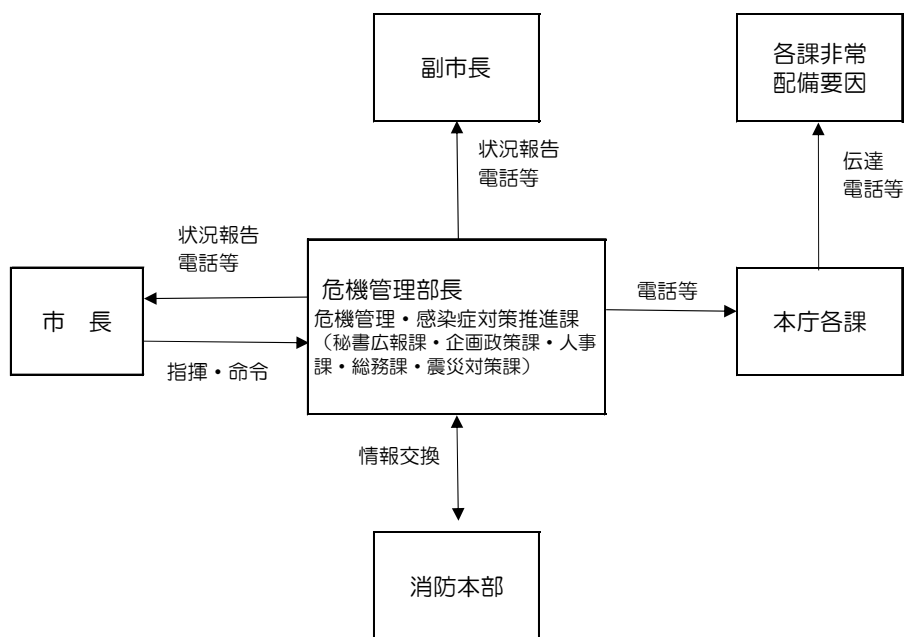 副市長
各課非常
配備要因
状況報告
電話等
伝達
電話等
状況報告
電話等
市　長
危機管理部長
危機管理・感染症対策推進課
（秘書広報課・企画政策課・人事
課・総務課・震災対策課）
電話等
本庁各課
指揮・命令
情報交換
消防本部